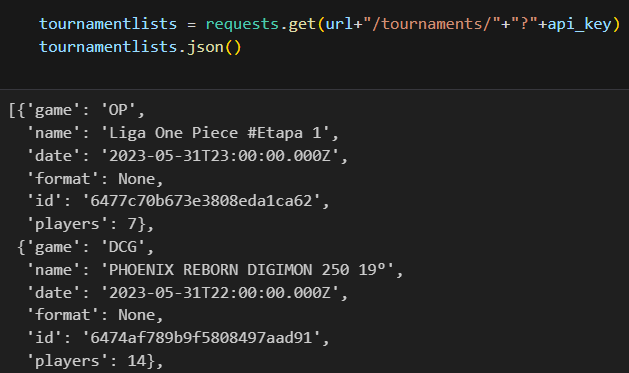 tournamentlists = requests.get(url+"/tournaments/"+"?"+api_key)
tournamentlists.json()
[{'game': 'OP',
'name': 'Liga One Piece #Etapa 1',
'date': '2023-05-31T23:00:00.000Z',
'format': None,
'id': '6477c70b673e3808eda1ca62',
'players': 7},
{'game': 'DCG',
'name': 'PHOENIX REBORN DIGIMON 250 19º',
'date': '2023-05-31T22:00:00.000Z',
'format': None,
'id': '6474af789b9f5808497aad91',
'players': 14},